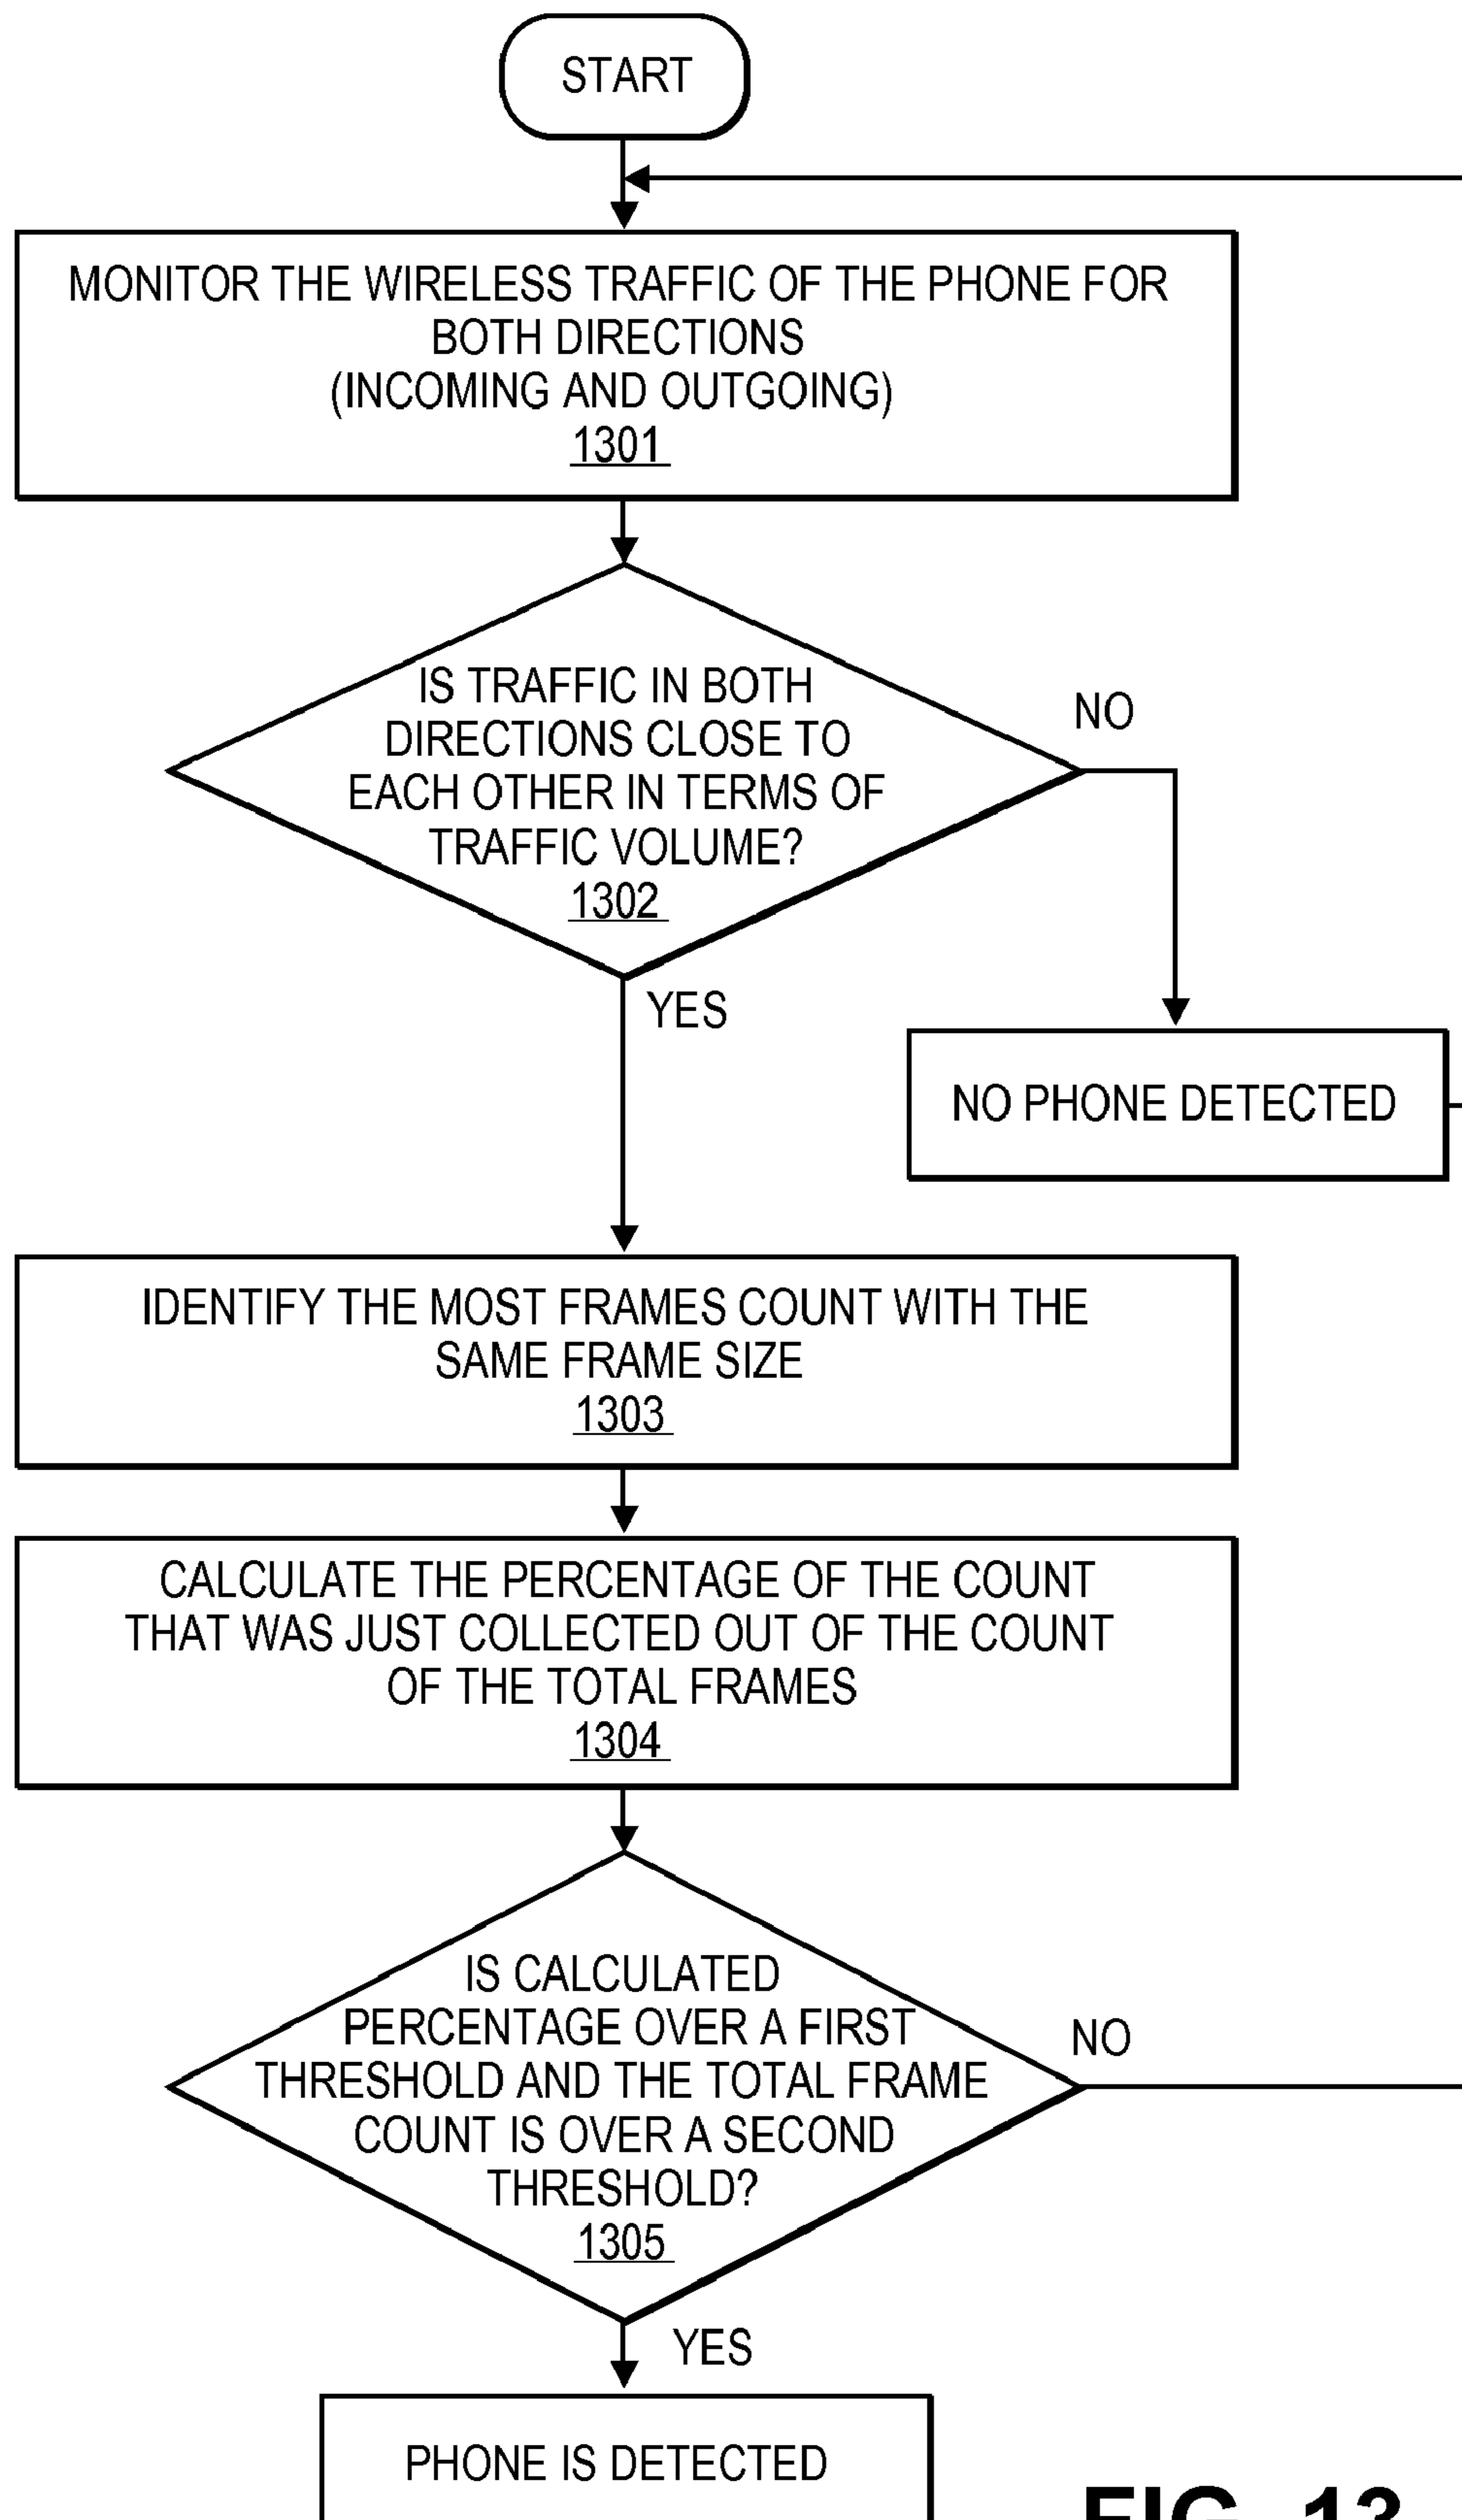 START
MONITOR THE WIRELESS TRAFFIC OF THE PHONE FOR
BOTH DIRECTIONS
(INCOMING AND OUTGOING)
1301
IS TRAFFIC IN BOTH
DIRECTIONS CLOSE TO
EACH OTHER IN TERMS OF
TRAFFIC VOLUME?
1302
NO
YES
NO PHONE DETECTED
IDENTIFY THE MOST FRAMES COUNT WITH THE
SAME FRAME SIZE
1303
CALCULATE THE PERCENTAGE OF THE COUNT
THAT WAS JUST COLLECTED OUT OF THE COUNT
OF THE TOTAL FRAMES
1304
IS CALCULATED
PERCENTAGE OVER A FIRST
THRESHOLD AND THE TOTAL FRAME
COUNT IS OVER A SECOND
THRESHOLD?
1305
NO
YES
PHONE IS DETECTED
FIG. 13